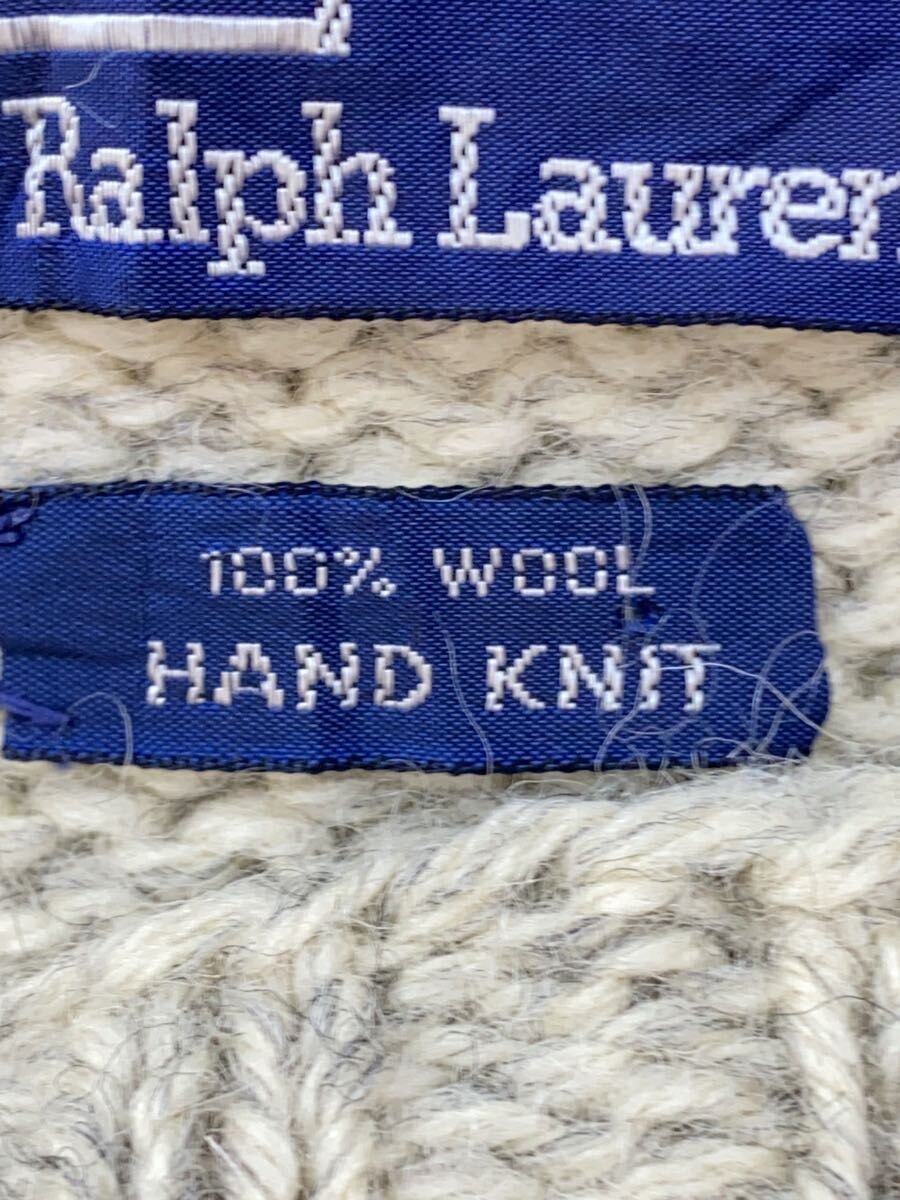 Ralph Lauren
100% WOOL
HAND KNIT